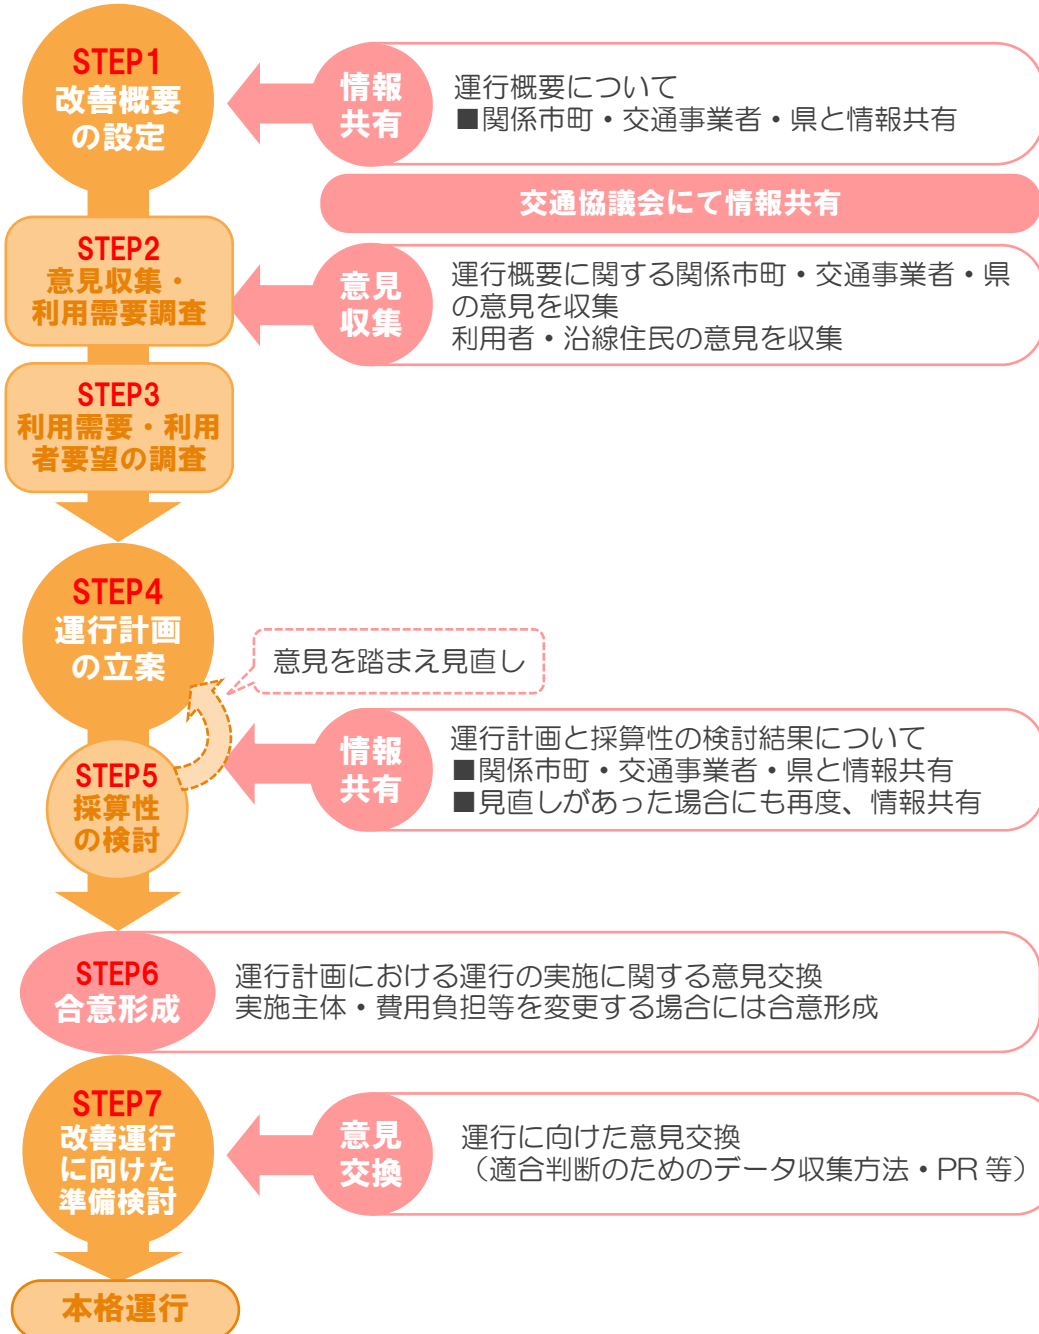 STEP1
改善概要
の設定
情報
共有
運行概要について
■関係市町・交通事業者・県と情報共有
交通協議会にて情報共有
STEP2
意見収集・
利用需要調査
意見
収集
運行概要に関する関係市町・交通事業者・県
の意見を収集
利用者・沿線住民の意見を収集
STEP3
利用需要・利用
者要望の調査
STEP4
運行計画
の立案
意見を踏まえ見直し
STEP5
採算性
の検討
情報
共有
運行計画と採算性の検討結果について
■関係市町・交通事業者・県と情報共有
■見直しがあった場合にも再度、情報共有
STEP6
合意形成
運行計画における運行の実施に関する意見交換
実施主体・費用負担等を変更する場合には合意形成
STEP7
改善運行
に向けた
準備検討
意見
交換
運行に向けた意見交換
（適合判断のためのデータ収集方法・PR 等）
本格運行